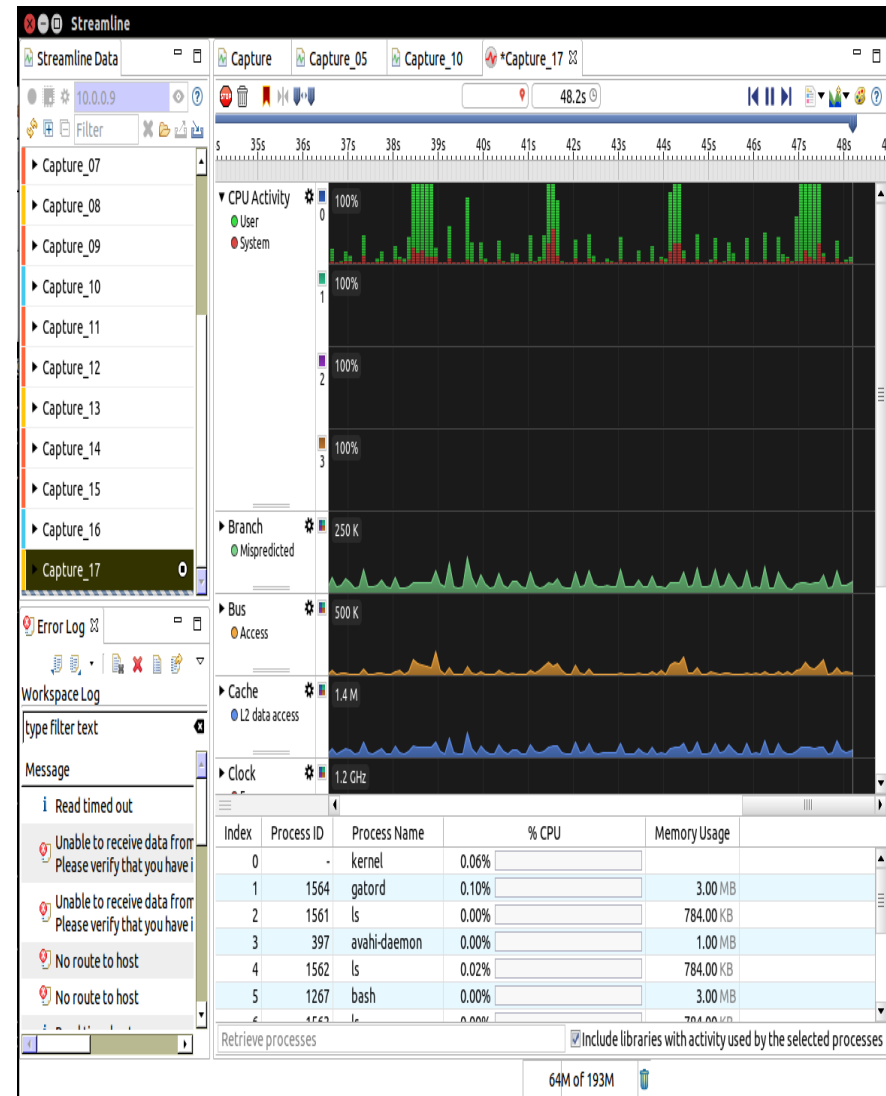 Streamline
Streamline Data
Capture
Capture_05
Capture_10
*Capture_17
10.0.0.9
48.2s
Filter
s 35s 36s 37s 38s 39s 40s 41s 42s 43s 44s 45s 46s 47s 48s 4
Capture_07
Capture_08
Capture_09
Capture_10
Capture_11
Capture_12
Capture_13
Capture_14
Capture_15
Capture_16
Capture_17
CPU Activity
User
System
0 100%
1 100%
2 100%
3 100%
Branch 250 K
Mispredicted
Bus 500 K
Access
Cache 1.4 M
L2 data access
Clock 1.2 GHz
Error Log
Workspace Log
type filter text
Message
Read timed out
Unable to receive data from
Please verify that you have i
Unable to receive data from
Please verify that you have i
No route to host
No route to host
Index Process ID Process Name % CPU Memory Usage
0 - kernel 0.06%
1 1564 gatord 0.10% 3.00 MB
2 1561 ls 0.00% 784.00 KB
3 397 avahi-daemon 0.00% 1.00 MB
4 1562 ls 0.02% 784.00 KB
5 1267 bash 0.00% 3.00 MB
6 1563 ls 0.00% 784.00 KB
Retrieve processes
Include libraries with activity used by the selected processes
64M of 193M